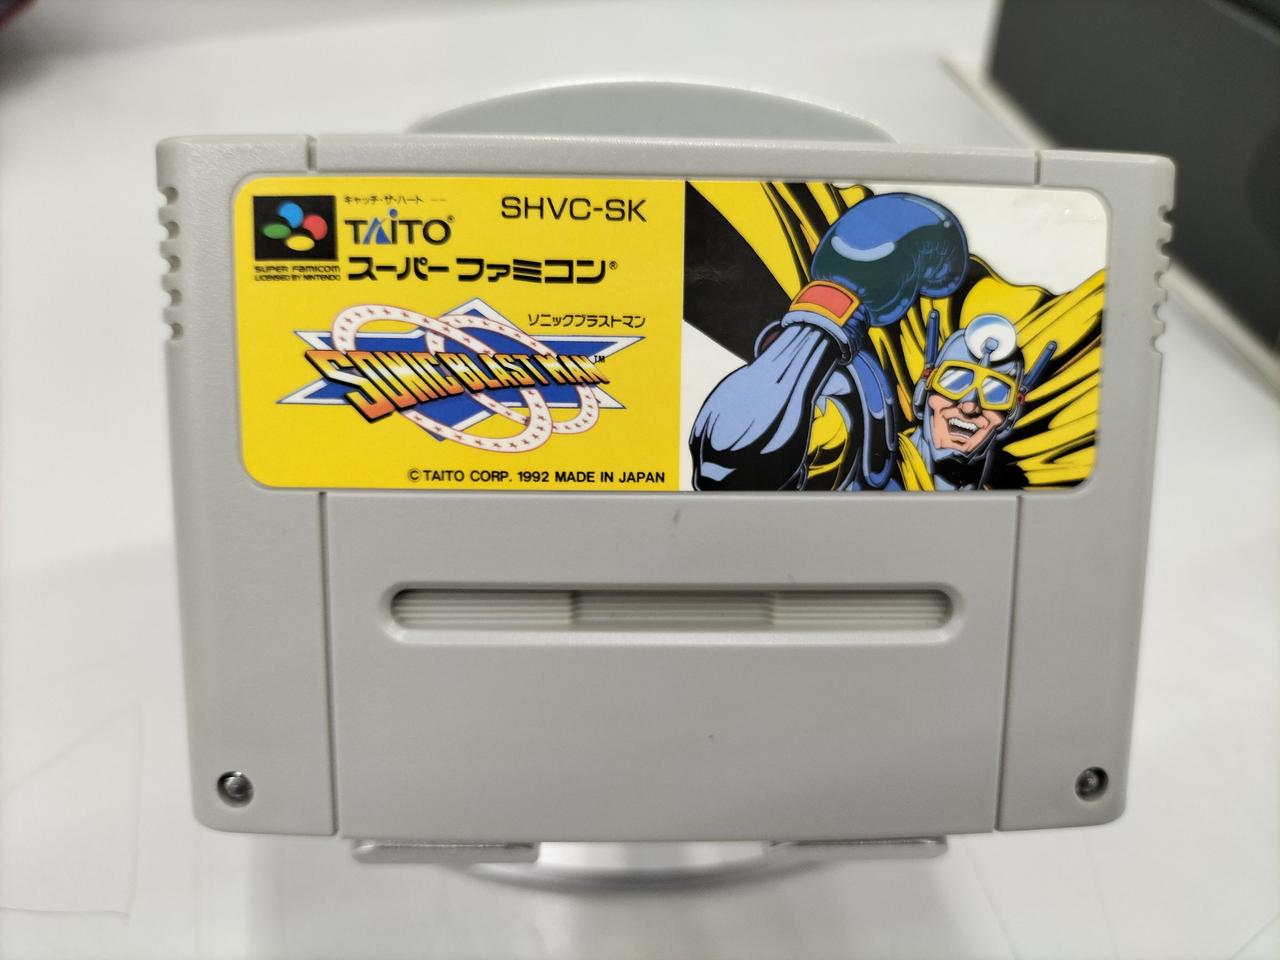 キャッチ・ザ・ハート
TAITO®
SHVC-SK
SUPER FAMICOM
LICENSED BY NINTENDO
スーパー ファミコン®
ソニックブラストマン
SONIC BLAST MAN™
©TAITO CORP. 1992 MADE IN JAPAN